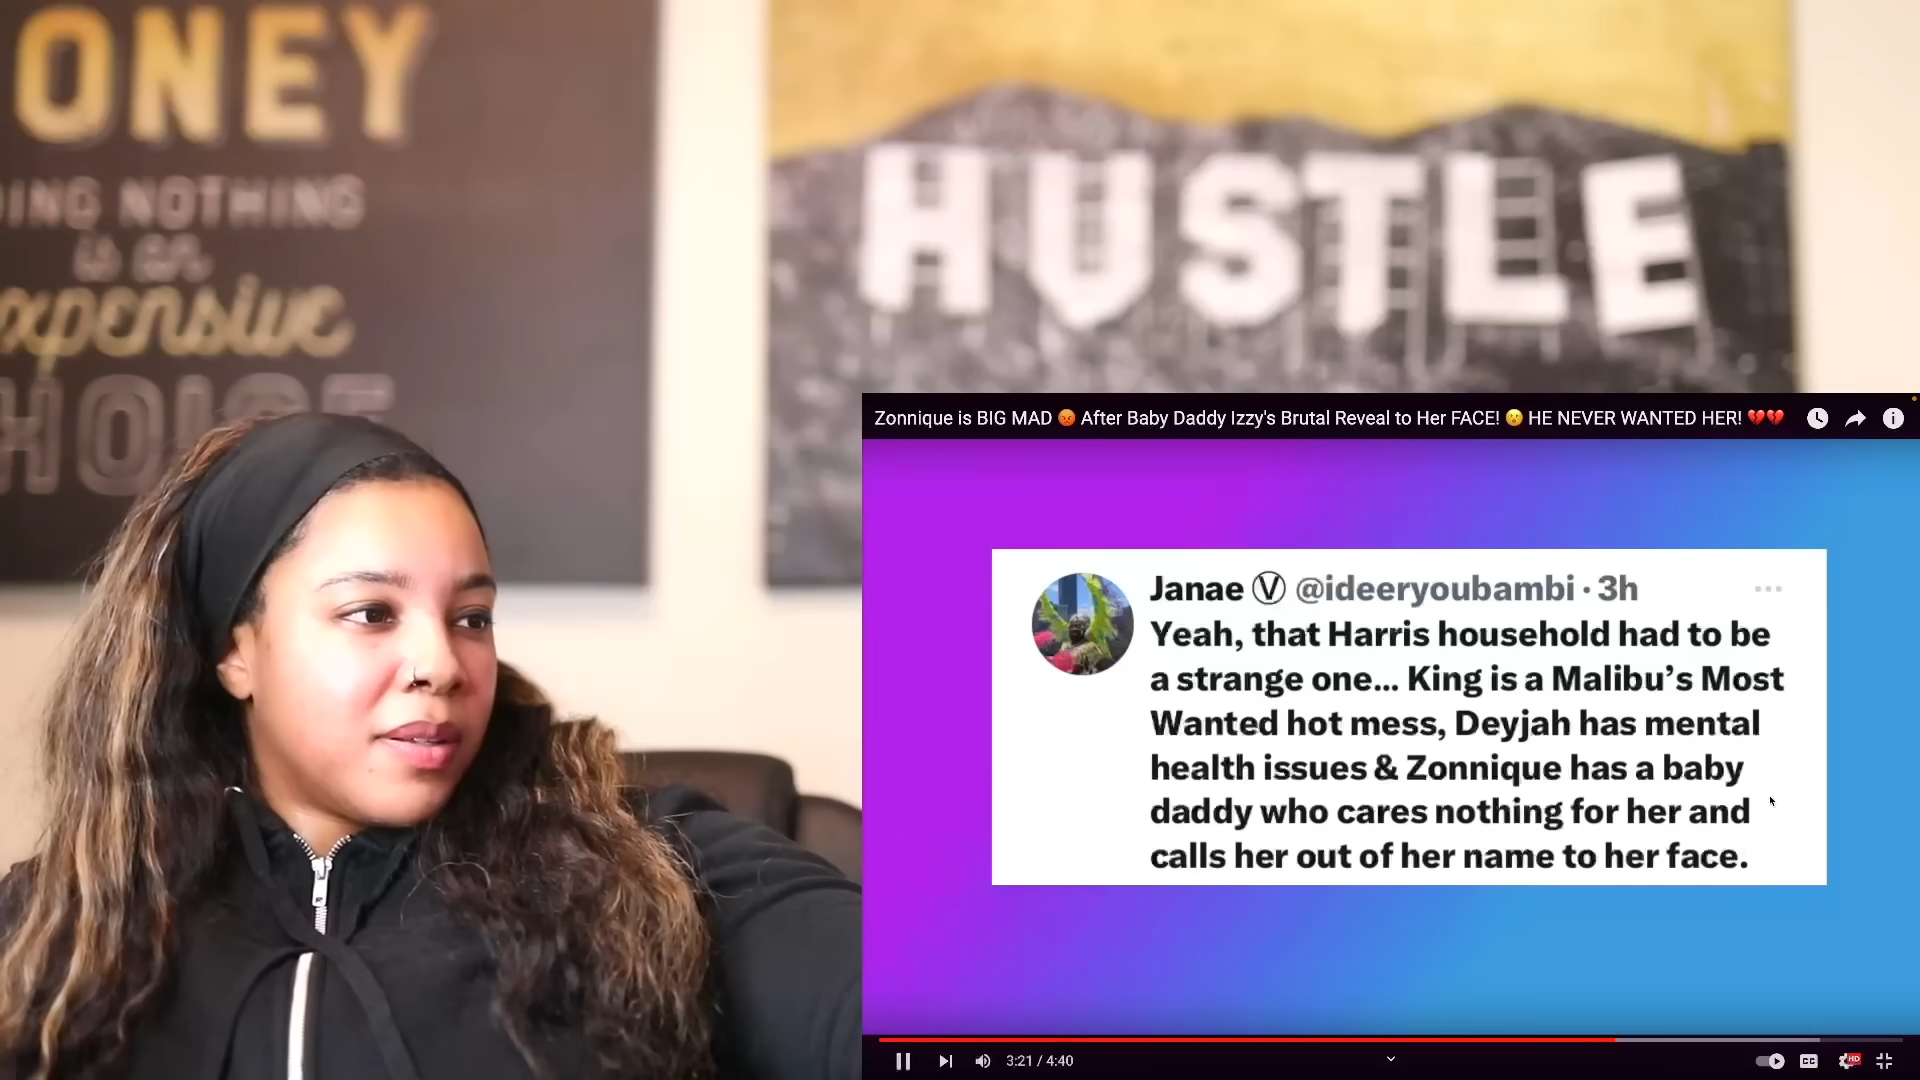 ONEY
ING NOTHING
is an
xpensive
HOICE
HUSTLE
Zonnique is BIG MAD 😡 After Baby Daddy Izzy's Brutal Reveal to Her FACE! 😮 HE NEVER WANTED HER! 💔💔
Janae Ⓥ @ideeryoubambi · 3h
Yeah, that Harris household had to be
a strange one... King is a Malibu’s Most
Wanted hot mess, Deyjah has mental
health issues & Zonnique has a baby
daddy who cares nothing for her and
calls her out of her name to her face.
3:21 / 4:40
CC
HD